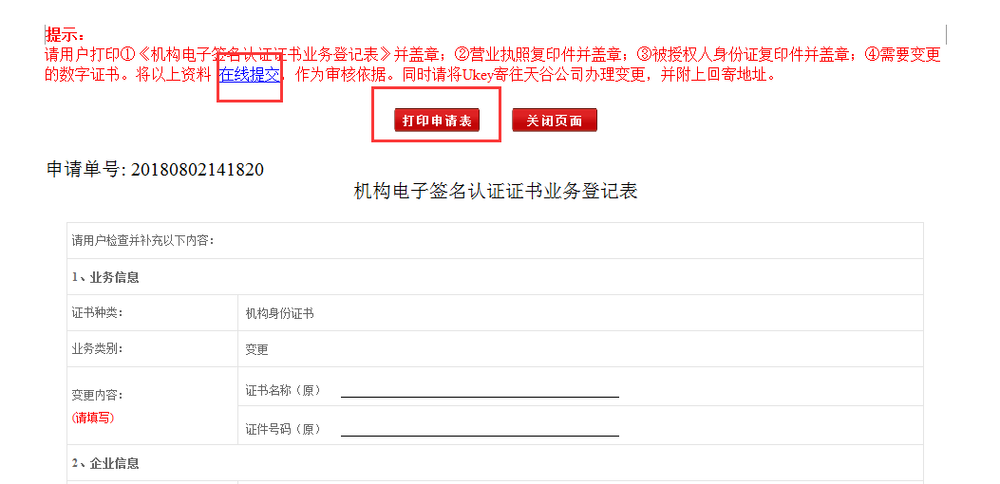 提示:
请用户打印①《机构电子签名认证证书业务登记表》并盖章；②营业执照复印件并盖章；③被授权人身份证复印件并盖章；④需要变更
的数字证书。将以上资料 在线提交，作为审核依据。同时请将Ukey寄往天谷公司办理变更，并附上回寄地址。
打印申请表 关闭页面
申请单号: 20180802141820
机构电子签名认证证书业务登记表
请用户检查并补充以下内容:
1、业务信息
证书种类: 机构身份证书
业务类别: 变更
变更内容:
(请填写)
证书名称（原）
证件号码（原）
2、企业信息